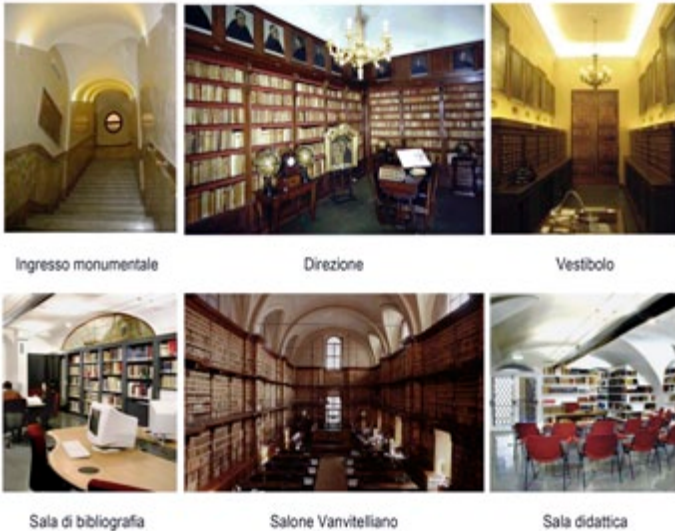 Ingresso monumentale
Direzione
Vestibolo
Sala di bibliografia
Salone Vanvitelliano
Sala didattica